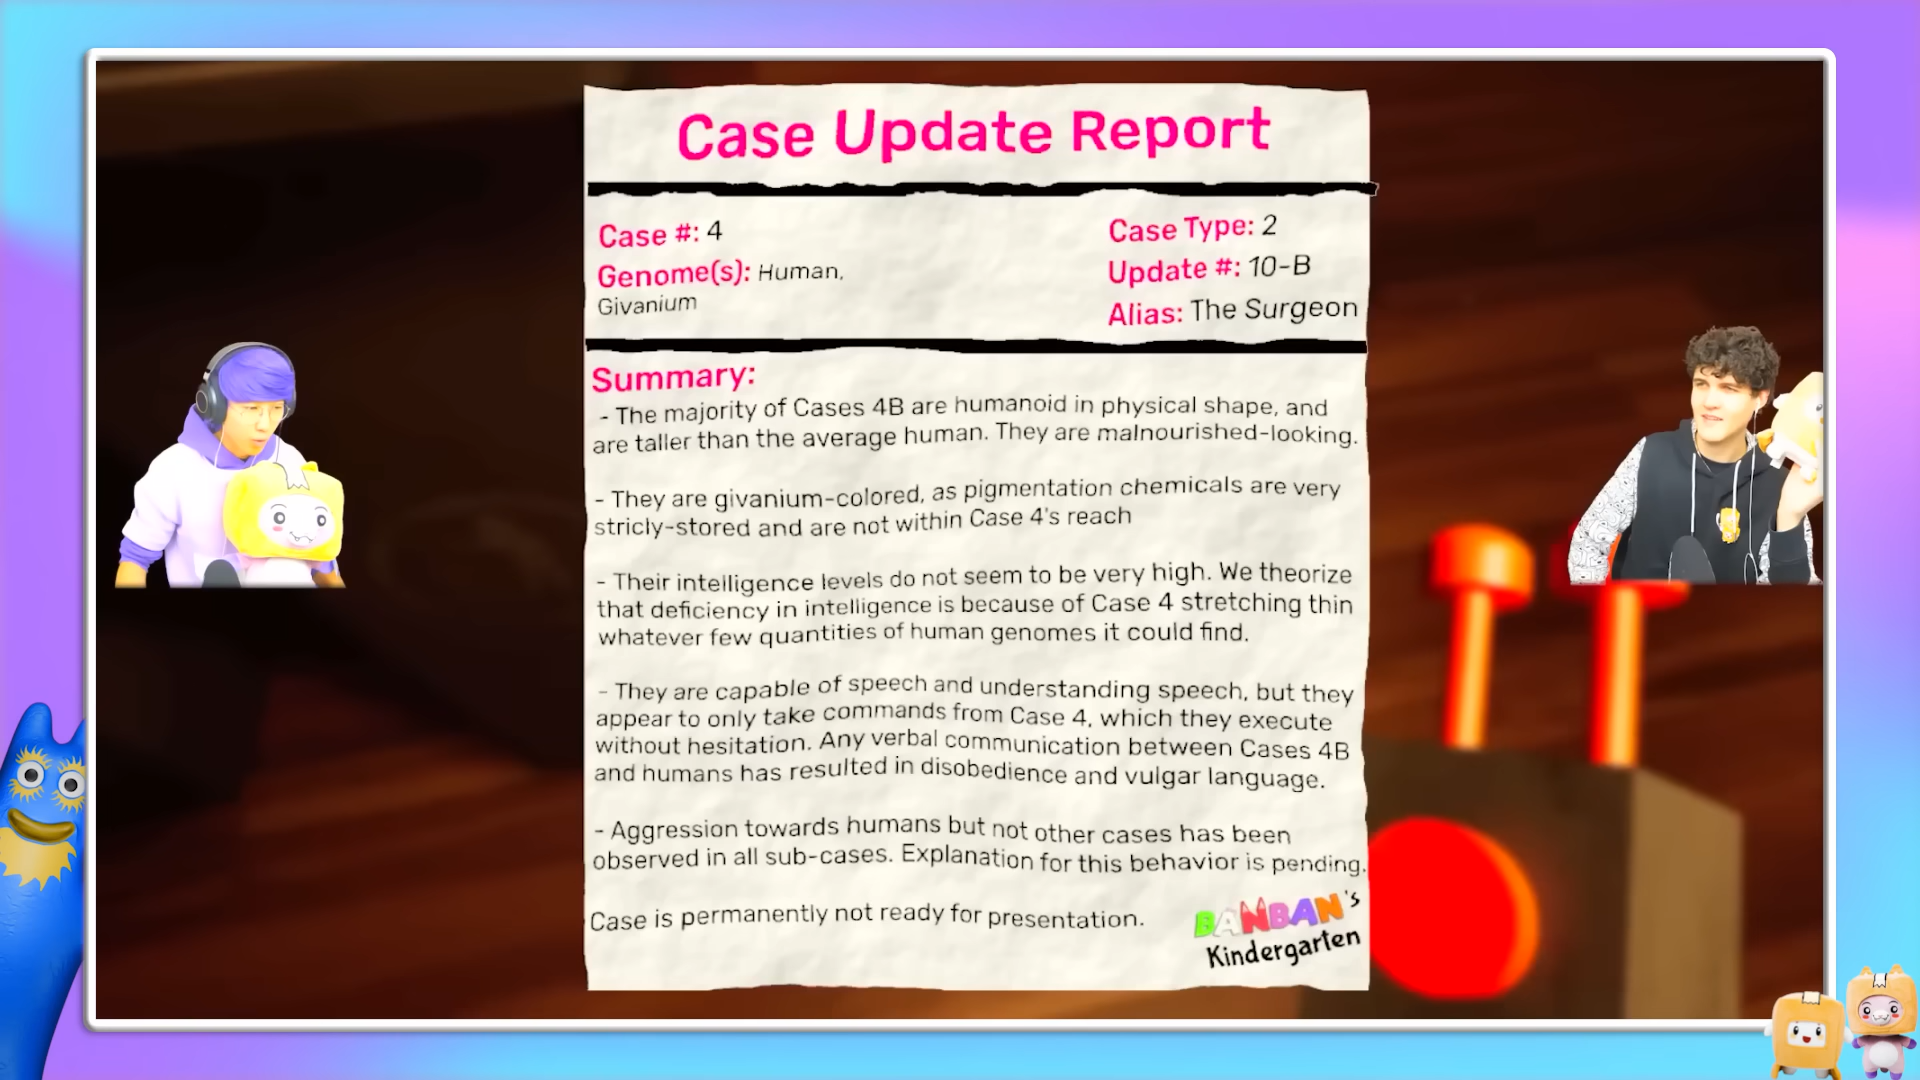 Case Update Report
Case #: 4
Genome(s): Human,
Givanium
Case Type: 2
Update #: 10-B
Alias: The Surgeon
Summary:
- The majority of Cases 4B are humanoid in physical shape, and
are taller than the average human. They are malnourished-looking.
- They are givanium-colored, as pigmentation chemicals are very
stricly-stored and are not within Case 4's reach
- Their intelligence levels do not seem to be very high. We theorize
that deficiency in intelligence is because of Case 4 stretching thin
whatever few quantities of human genomes it could find.
- They are capable of speech and understanding speech, but they
appear to only take commands from Case 4, which they execute
without hesitation. Any verbal communication between Cases 4B
and humans has resulted in disobedience and vulgar language.
- Aggression towards humans but not other cases has been
observed in all sub-cases. Explanation for this behavior is pending.
Case is permanently not ready for presentation.
BANBAN's
Kindergarten